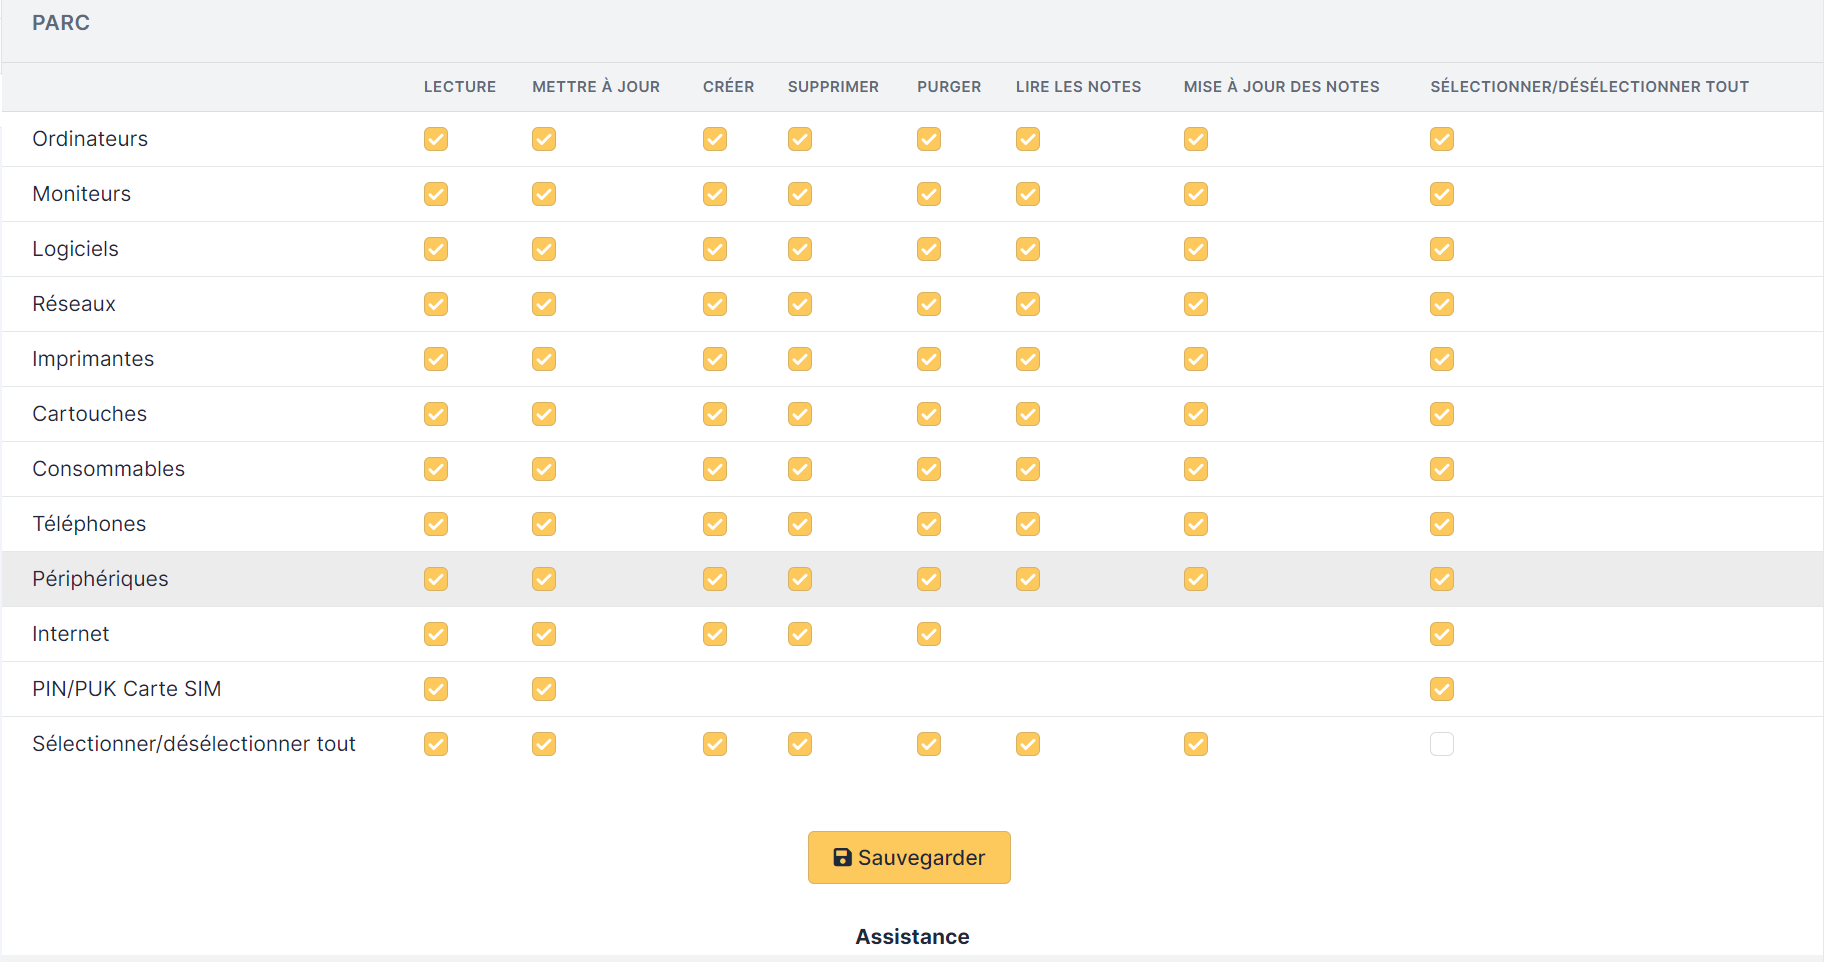 PARC
LECTURE METTRE À JOUR CRÉER SUPPRIMER PURGER LIRE LES NOTES MISE À JOUR DES NOTES SÉLECTIONNER/DÉSÉLECTIONNER TOUT
Ordinateurs
Moniteurs
Logiciels
Réseaux
Imprimantes
Cartouches
Consommables
Téléphones
Périphériques
Internet
PIN/PUK Carte SIM
Sélectionner/désélectionner tout
Sauvegarder
Assistance